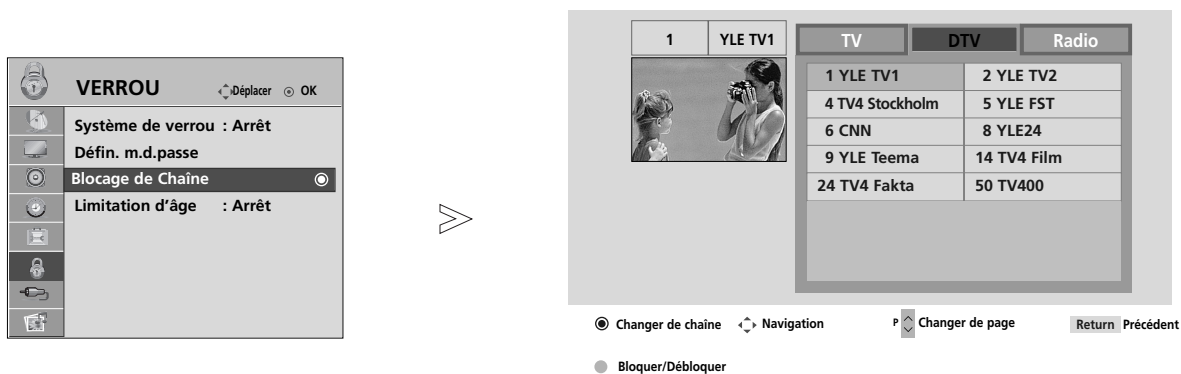 VERROU Déplacer OK
Système de verrou : Arrêt
Défin. m.d.passe
Blocage de Chaîne
Limitation d’âge : Arrêt
1 YLE TV1
TV DTV Radio
1 YLE TV1 2 YLE TV2
4 TV4 Stockholm 5 YLE FST
6 CNN 8 YLE24
9 YLE Teema 14 TV4 Film
24 TV4 Fakta 50 TV400
Changer de chaîne Navigation P Changer de page Return Précédent
Bloquer/Débloquer